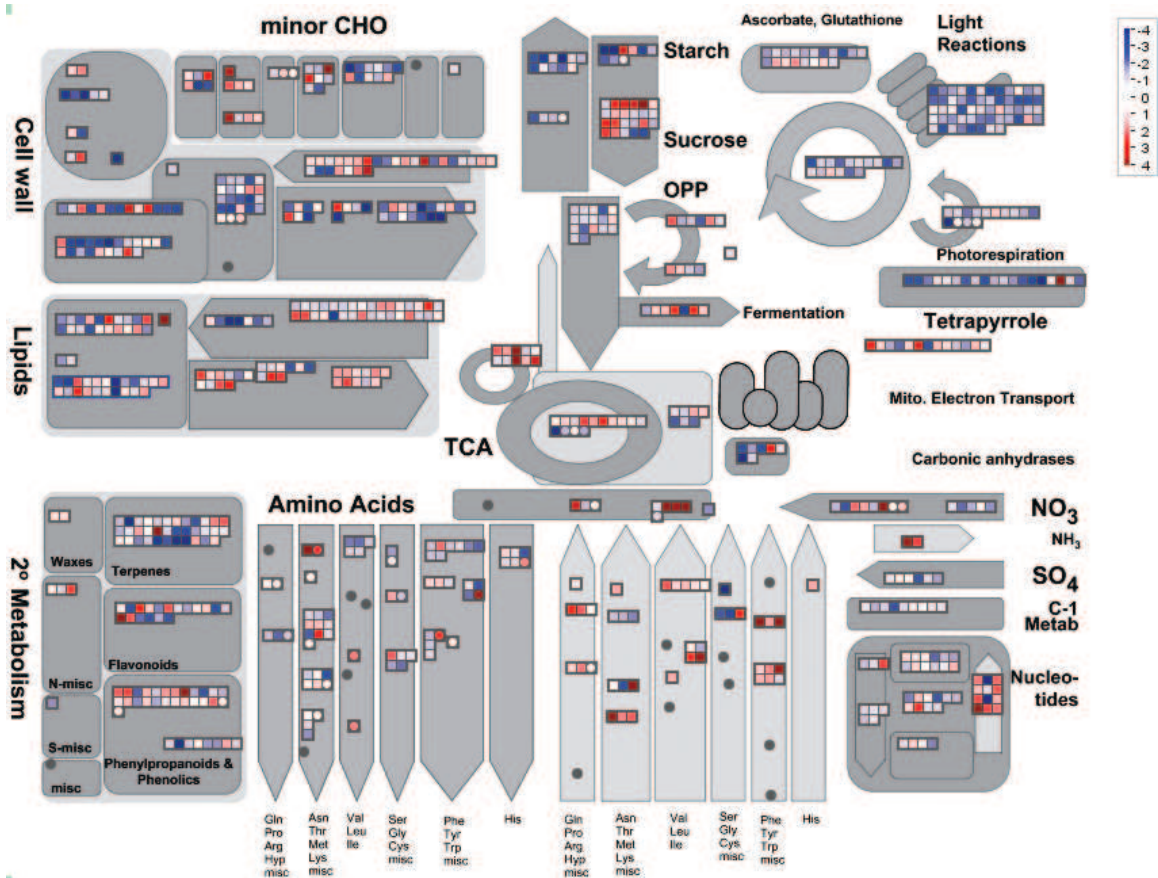 minor CHO
Cell wall
Lipids
2º Metabolism
Starch
Sucrose
OPP
Ascorbate, Glutathione
Light
Reactions
-4
-3
-2
-1
0
1
2
3
4
Photorespiration
Tetrapyrrole
Fermentation
Mito. Electron Transport
TCA
Carbonic anhydrases
Amino Acids
NO3
NH3
SO4
C-1
Metab
Nucleo-
tides
Waxes
Terpenes
Flavonoids
N-misc
S-misc
Phenylpropanoids &
Phenolics
misc
Gln
Pro
Arg
Hyp
misc
Asn
Thr
Met
Lys
misc
Val
Leu
Ile
Ser
Gly
Cys
misc
Phe
Tyr
Trp
misc
His
Gln
Pro
Arg
Hyp
misc
Asn
Thr
Met
Lys
misc
Val
Leu
Ile
Ser
Gly
Cys
misc
Phe
Tyr
Trp
misc
His